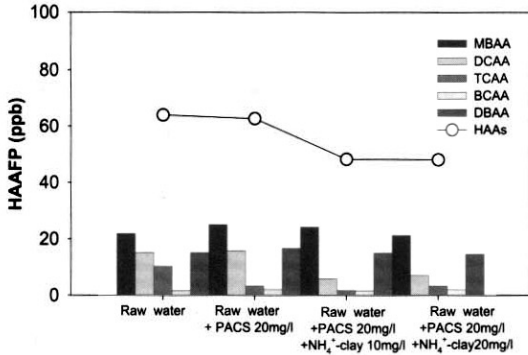 HAAFP (ppb)
100
80
60
40
20
0
MBAA
DCAA
TCAA
BCAA
DBAA
HAAs
Raw water
Raw water
+ PACS 20mg/l
Raw water
+PACS 20mg/l
+NH₄⁺-clay 10mg/l
Raw water
+PACS 20mg/l
+NH₄⁺-clay20mg/l